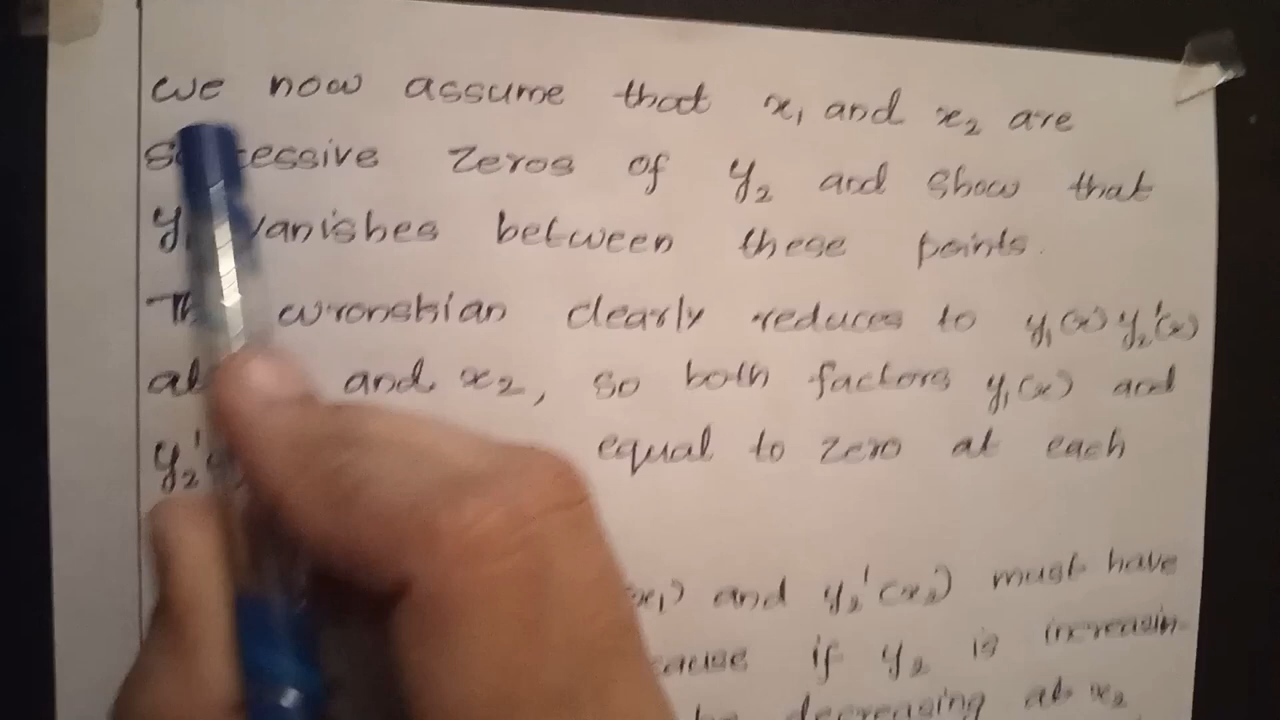 we now assume that x₁ and x₂ are
zeros of y₂ and show that
vanishes between these points.
wronskian clearly reduces to y₁(x) y₂'(x)
and x₂, so both factors y₁(x) and
y₂' equal to zero at each
x₁) and y₂'(x₂) must have
if y₂ is increasin
decreasing at x₂